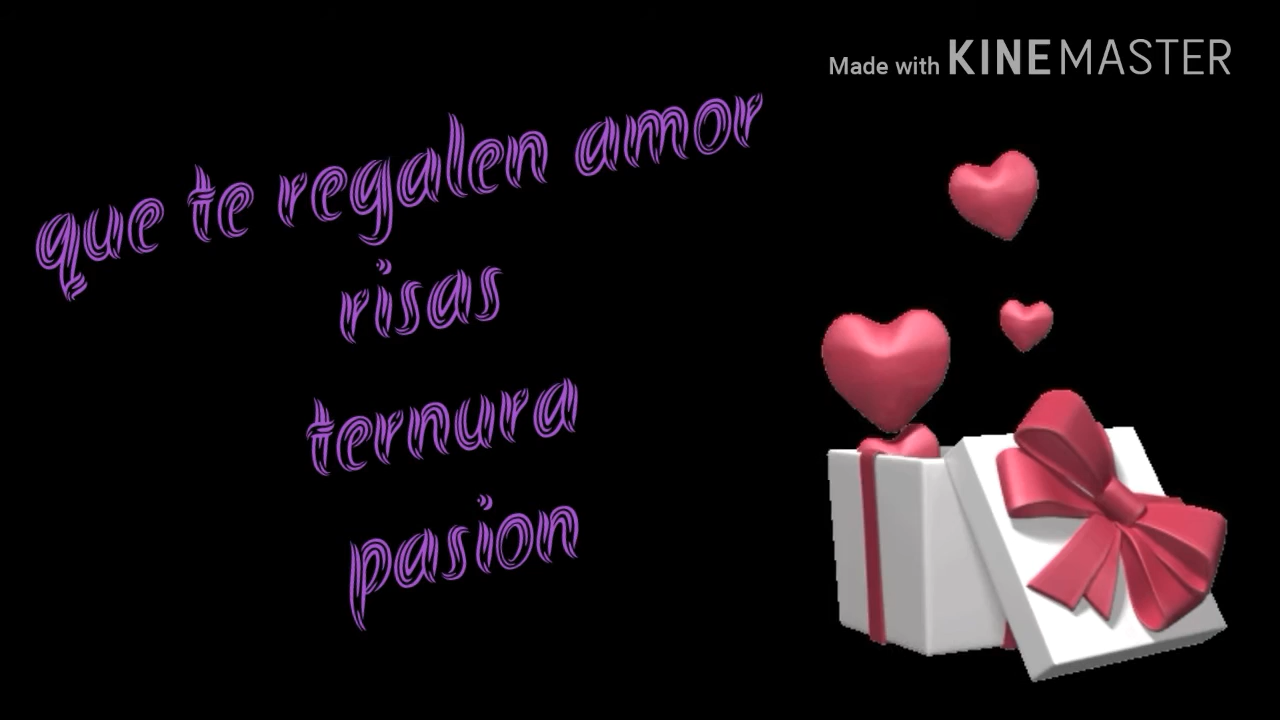 Made with KINEMASTER
que te regalen amor
risas
ternura
pasion